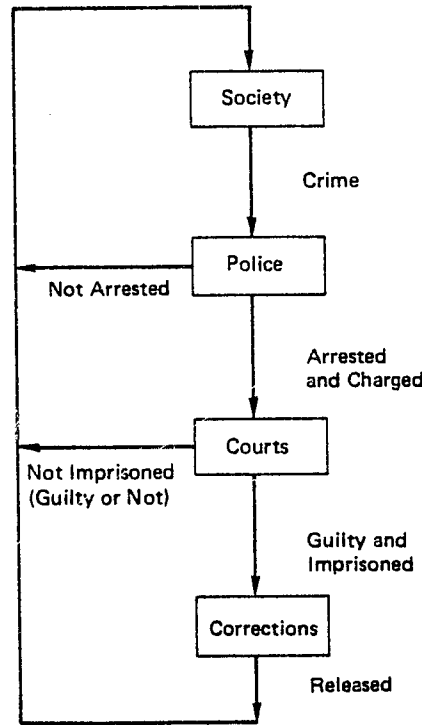 Society
Crime
Police
Not Arrested
Arrested
and Charged
Courts
Not Imprisoned
(Guilty or Not)
Guilty and
Imprisoned
Corrections
Released